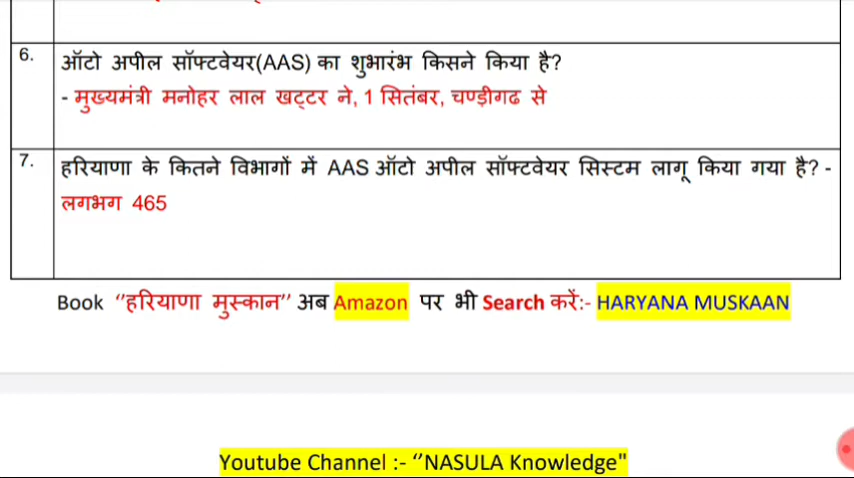 6.
ऑटो अपील सॉफ्टवेयर(AAS) का शुभारंभ किसने किया है?
- मुख्यमंत्री मनोहर लाल खट्टर ने, 1 सितंबर, चण्ड़ीगढ से
7.
हरियाणा के कितने विभागों में AAS ऑटो अपील सॉफ्टवेयर सिस्टम लागू किया गया है? -
लगभग 465
Book “हरियाणा मुस्कान” अब Amazon पर भी Search करें:- HARYANA MUSKAAN
Youtube Channel :- “NASULA Knowledge"